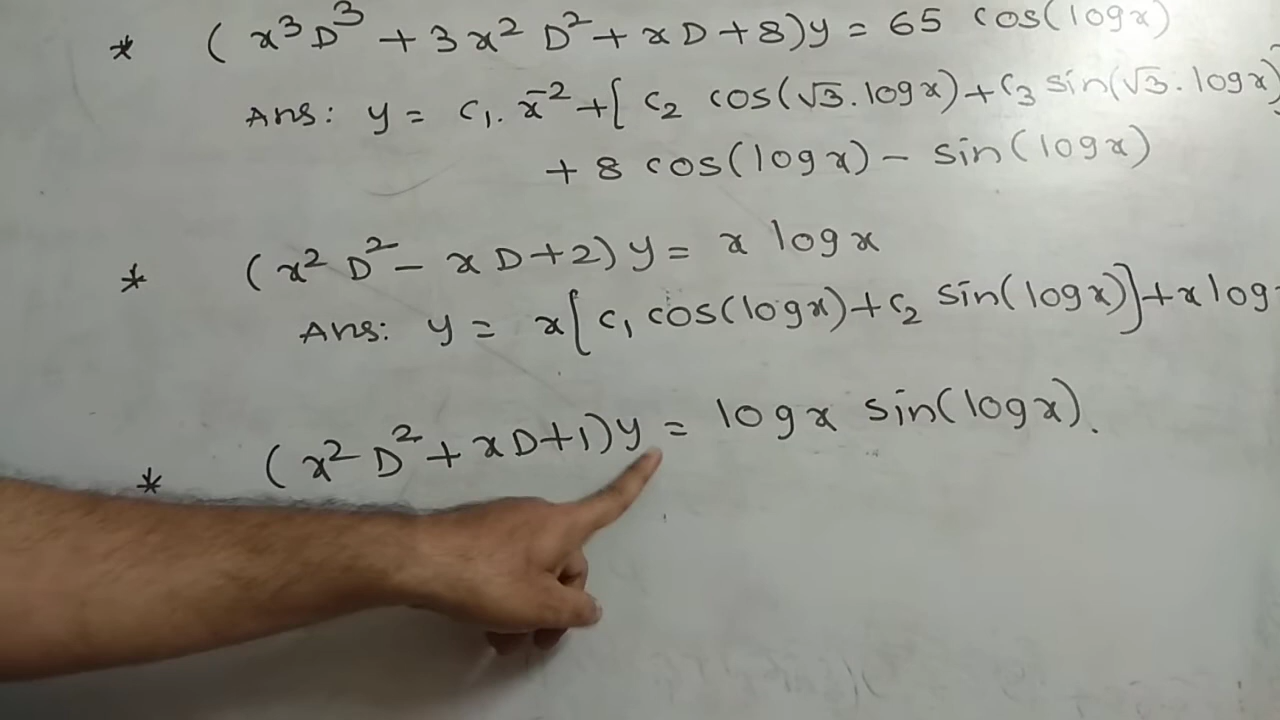 * (x³D³ + 3x²D² + xD + 8)y = 65 cos(log x)
Ans: y = c₁. x⁻² + [ c₂ cos(√3. log x) + c₃ sin(√3. log x)]
+ 8 cos(log x) - sin(log x)
* (x²D² - xD + 2)y = x log x
Ans: y = x[c₁ cos(log x) + c₂ sin(log x)] + x log
* (x²D² + xD + 1)y = log x sin(log x).